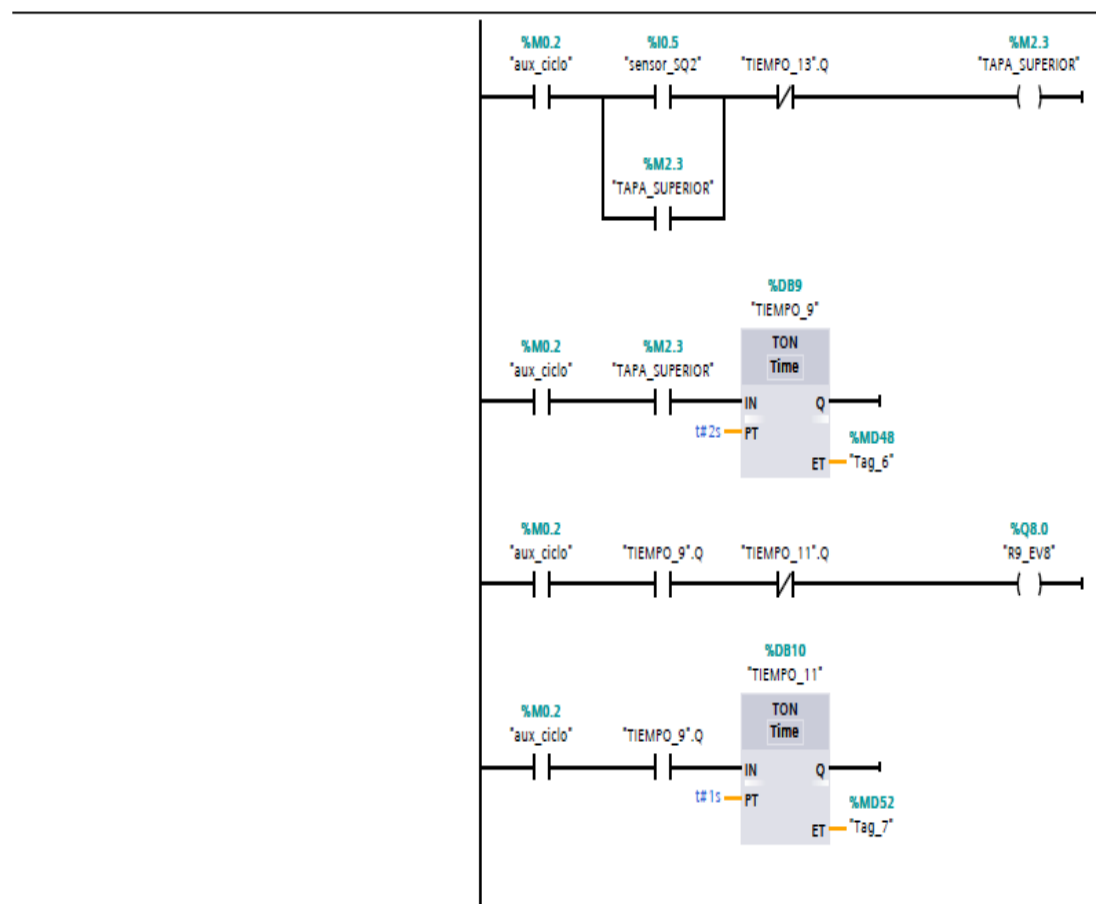 %M0.2 %I0.5 %M2.3
"aux_ciclo" "sensor_SQ2" "TIEMPO_13".Q "TAPA_SUPERIOR"
%M2.3
"TAPA_SUPERIOR"
%DB9
"TIEMPO_9"
%M0.2 %M2.3 TON
"aux_ciclo" "TAPA_SUPERIOR" Time
IN Q
t#2s PT %MD48
ET "Tag_6"
%M0.2 %Q8.0
"aux_ciclo" "TIEMPO_9".Q "TIEMPO_11".Q "R9_EV8"
%DB10
"TIEMPO_11"
%M0.2 TON
"aux_ciclo" "TIEMPO_9".Q Time
IN Q
t#1s PT %MD52
ET "Tag_7"